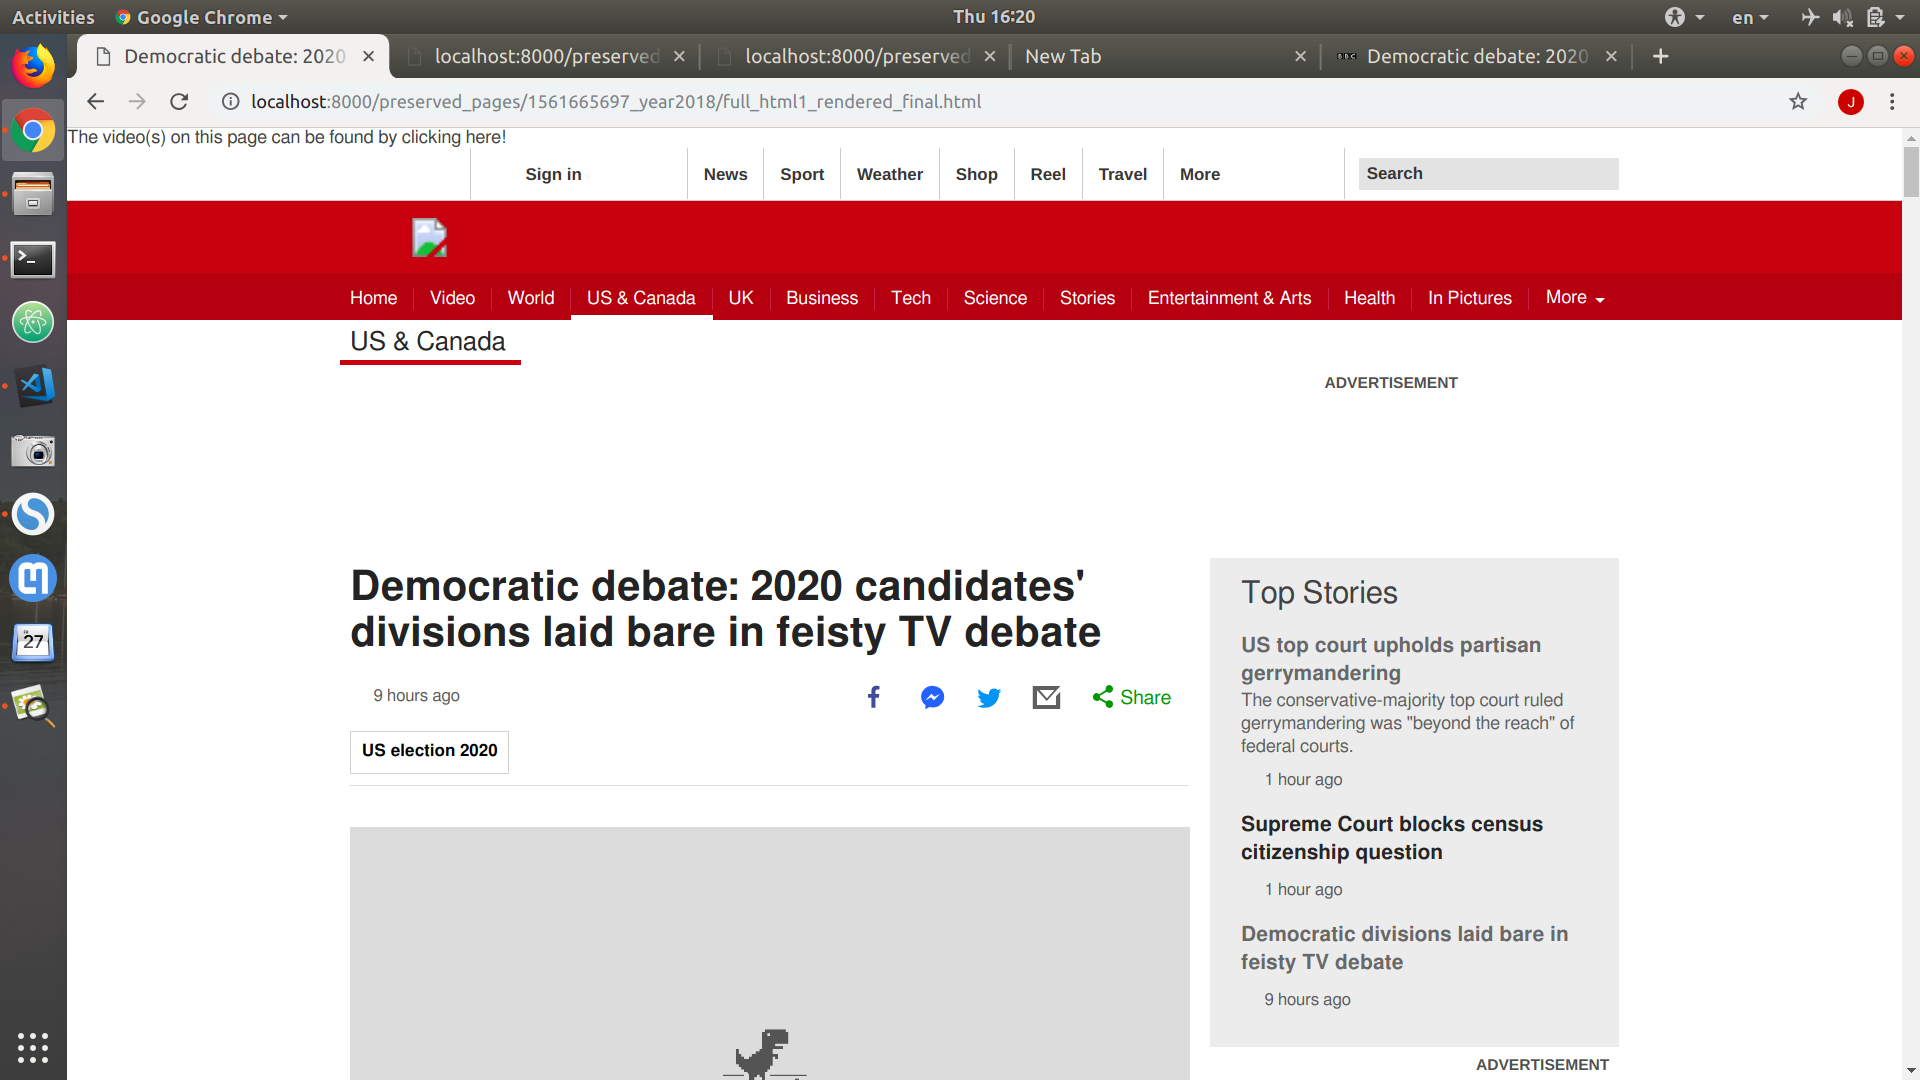 Activities Google Chrome Thu 16:20 en
Democratic debate: 2020 localhost:8000/preserved localhost:8000/preserved New Tab BBC Democratic debate: 2020
localhost:8000/preserved_pages/1561665697_year2018/full_html1_rendered_final.html J
The video(s) on this page can be found by clicking here!
Sign in News Sport Weather Shop Reel Travel More Search
Home Video World US & Canada UK Business Tech Science Stories Entertainment & Arts Health In Pictures More
US & Canada
ADVERTISEMENT
Democratic debate: 2020 candidates'
divisions laid bare in feisty TV debate
9 hours ago
Share
US election 2020
Top Stories
US top court upholds partisan
gerrymandering
The conservative-majority top court ruled
gerrymandering was "beyond the reach" of
federal courts.
1 hour ago
Supreme Court blocks census
citizenship question
1 hour ago
Democratic divisions laid bare in
feisty TV debate
9 hours ago
ADVERTISEMENT
27